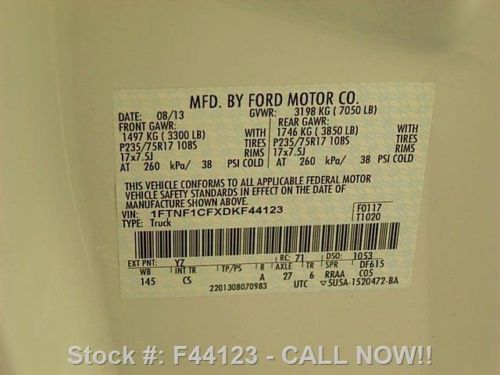 MFD. BY FORD MOTOR CO.
DATE: 08/13 GVWR: 3198 KG ( 7050 LB)
FRONT GAWR: REAR GAWR:
1497 KG ( 3300 LB) WITH 1746 KG ( 3850 LB) WITH
P235/75R17 108S TIRES P235/75R17 108S TIRES
17x7.5J RIMS 17x7.5J RIMS
AT 260 kPa/ 38 PSI COLD AT 260 kPa/ 38 PSI COLD
THIS VEHICLE CONFORMS TO ALL APPLICABLE FEDERAL MOTOR
VEHICLE SAFETY STANDARDS IN EFFECT ON THE DATE OF
MANUFACTURE SHOWN ABOVE.
VIN: 1FTNF1CFXDKF44123 F0117
TYPE: Truck T1020
EXT PNT: YZ RC: 71 DSO: 1053
WB INT TR TP/PS R AXLE TR SPR DF615
145 CS A 27 6 RRAA C05
2201308070983 UTC 5U5A-1520472-BA
Stock #: F44123 - CALL NOW!!